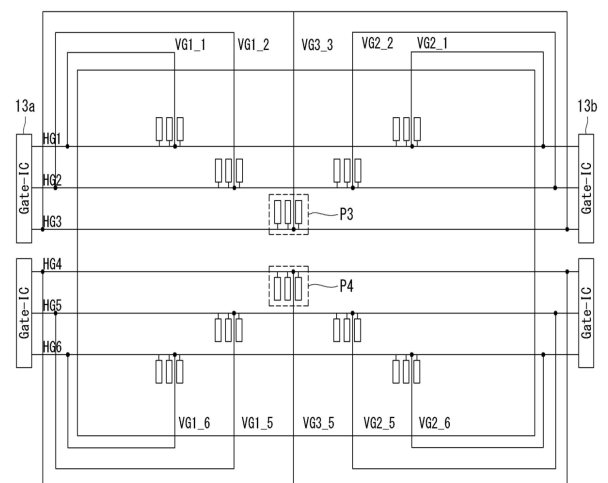 VG1_1 VG1_2 VG3_3 VG2_2 VG2_1
13a 13b
HG1
HG2
HG3
Gate-IC Gate-IC
P3
HG4
HG5
HG6
Gate-IC Gate-IC
P4
VG1_6 VG1_5 VG3_5 VG2_5 VG2_6